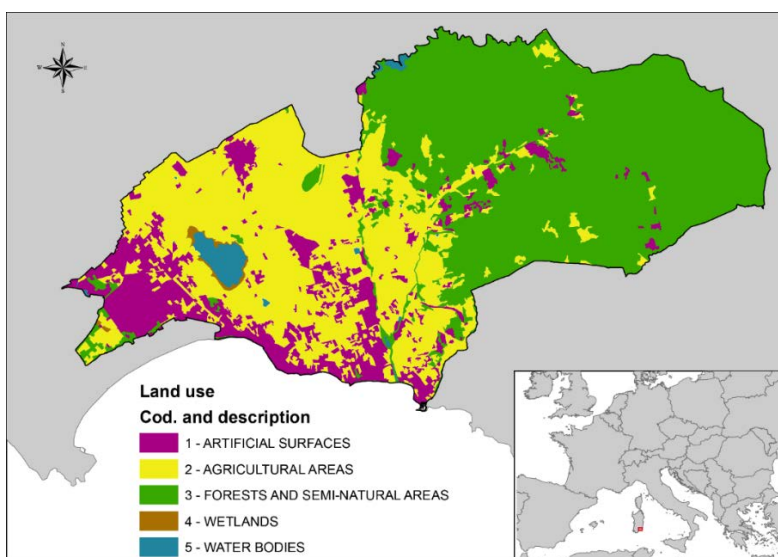 N
W
E
S
Land use
Cod. and description
1 - ARTIFICIAL SURFACES
2 - AGRICULTURAL AREAS
3 - FORESTS AND SEMI-NATURAL AREAS
4 - WETLANDS
5 - WATER BODIES